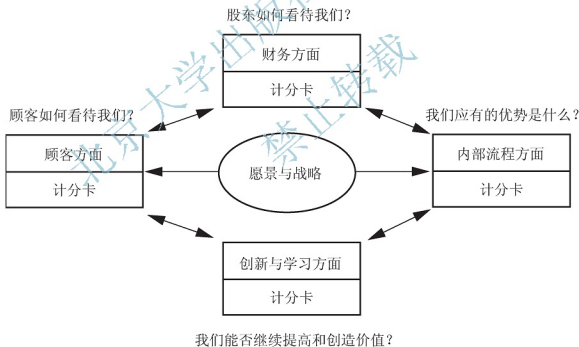 股东如何看待我们？
财务方面
计分卡
顾客如何看待我们？
我们应有的优势是什么？
顾客方面
计分卡
愿景与战略
内部流程方面
计分卡
创新与学习方面
计分卡
我们能否继续提高和创造价值？
北京大学出版社
禁止转载